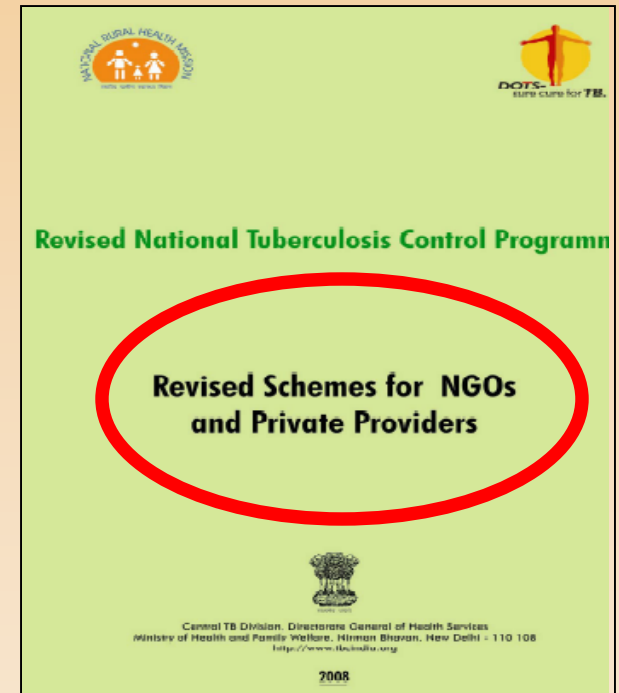 NATIONAL RURAL HEALTH MISSION
DOTS-
sure cure for TB.
Revised National Tuberculosis Control Programm
Revised Schemes for NGOs
and Private Providers
Central TB Division, Directorate General of Health Services
Ministry of Health and Family Welfare, Nirman Bhavan, New Delhi - 110 108
http://www.tbcindia.org
2008